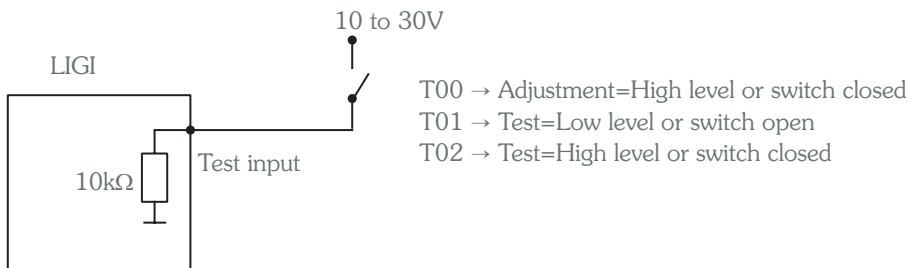 10 to 30V
LIGI
T00 → Adjustment=High level or switch closed
T01 → Test=Low level or switch open
T02 → Test=High level or switch closed
Test input
10kΩ